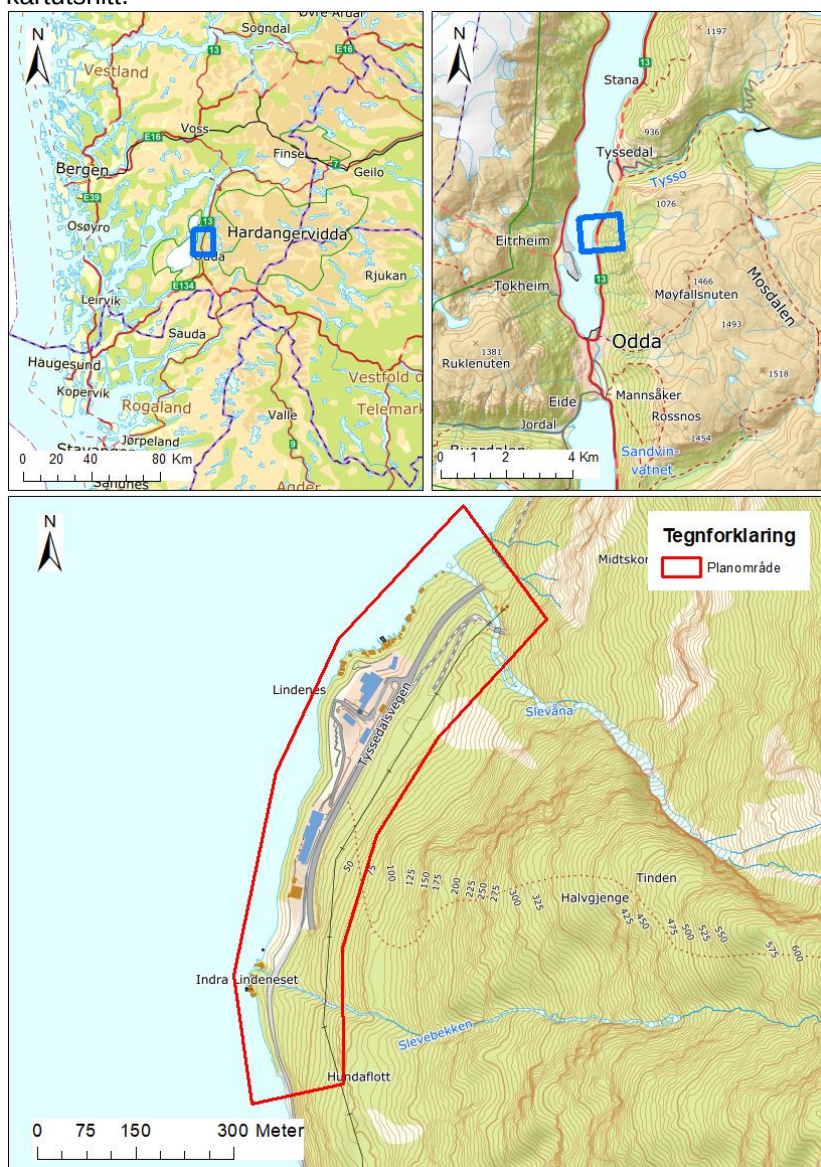 kartutsnitt.
N
Øvre Årdal
Sogndal
13
E16
Vestland
Voss
E16
Finse
7
Geilo
Bergen
E39
Osøyro
13
Hardangervidda
Odda
Rjukan
E134
Leirvik
Sauda
Haugesund
Kopervik
Vestfold o
Telemark
Rogaland
Valle
Jørpeland
9
Stavanger
Sandnes
Agder
0 20 40 80 Km
N
1197
13
Stana
936
Tyssedal
Tysso
1076
Eitrheim
13
Mosdalen
1466
Tokheim
Møyfallsnuten
1493
Odda
1381
Ruklenuten
1518
Mannsåker
Eide
Rossnos
Jordal
1454
Buardalen
Sandvin-
vatnet
0 1 2 4 Km
N
Tegnforklaring
Planområde
Midtskor
Lindenes
Tyssedalsvegen
Slevåna
50
75
100
125
150
175
200
225
250
275
300
325
Tinden
Halvgjenge
425
450
475
500
525
550
575
600
Indra Lindeneset
Slevebekken
Hundaflott
0 75 150 300 Meter